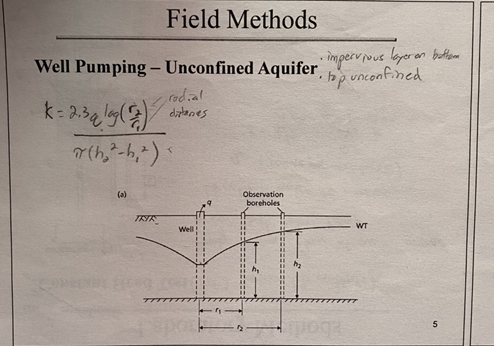 Field Methods
Well Pumping – Unconfined Aquifer
· impervious layer on bottom
· top unconfined
k = 2.3q log(r₂/r₁)
π(h₂²-h₁²)
radial
distances
(a)
q
Observation
boreholes
Well
WT
h₁
h₂
r₁
r₂
5